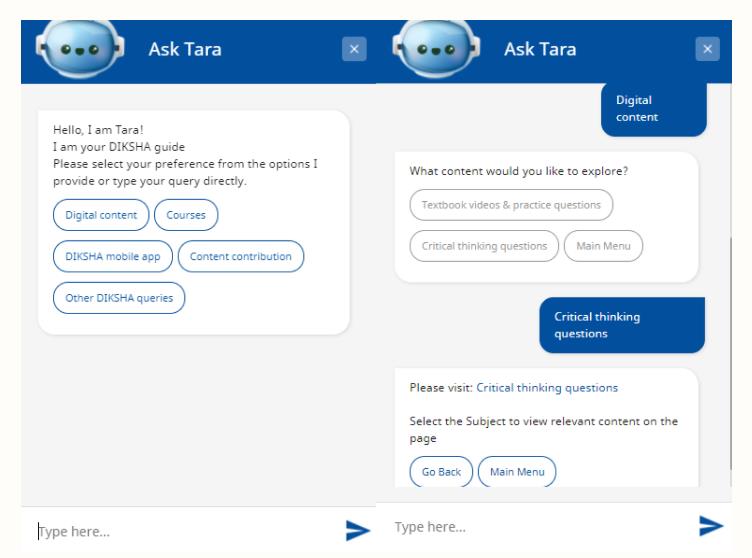 Ask Tara
×
Hello, I am Tara!
I am your DIKSHA guide
Please select your preference from the options I
provide or type your query directly.
Digital content
Courses
DIKSHA mobile app
Content contribution
Other DIKSHA queries
Type here...
Ask Tara
×
Digital
content
What content would you like to explore?
Textbook videos & practice questions
Critical thinking questions
Main Menu
Critical thinking
questions
Please visit: Critical thinking questions
Select the Subject to view relevant content on the
page
Go Back
Main Menu
Type here...